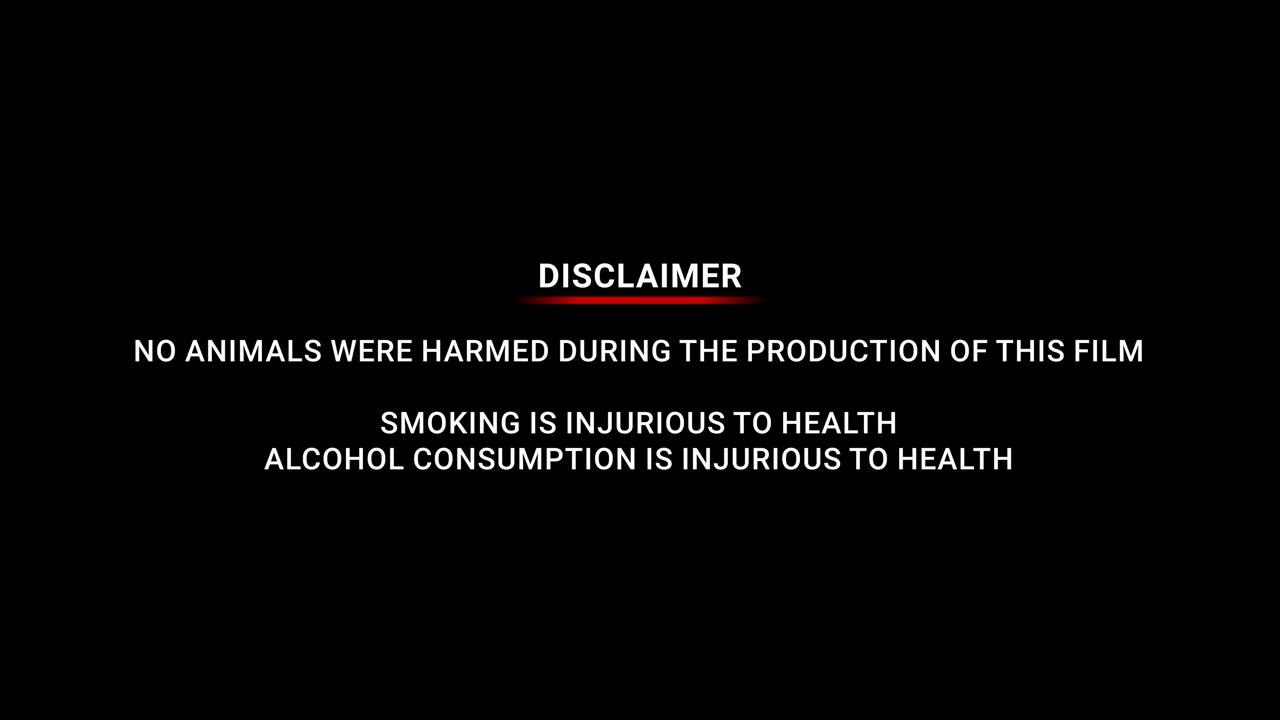 DISCLAIMER
NO ANIMALS WERE HARMED DURING THE PRODUCTION OF THIS FILM
SMOKING IS INJURIOUS TO HEALTH
ALCOHOL CONSUMPTION IS INJURIOUS TO HEALTH